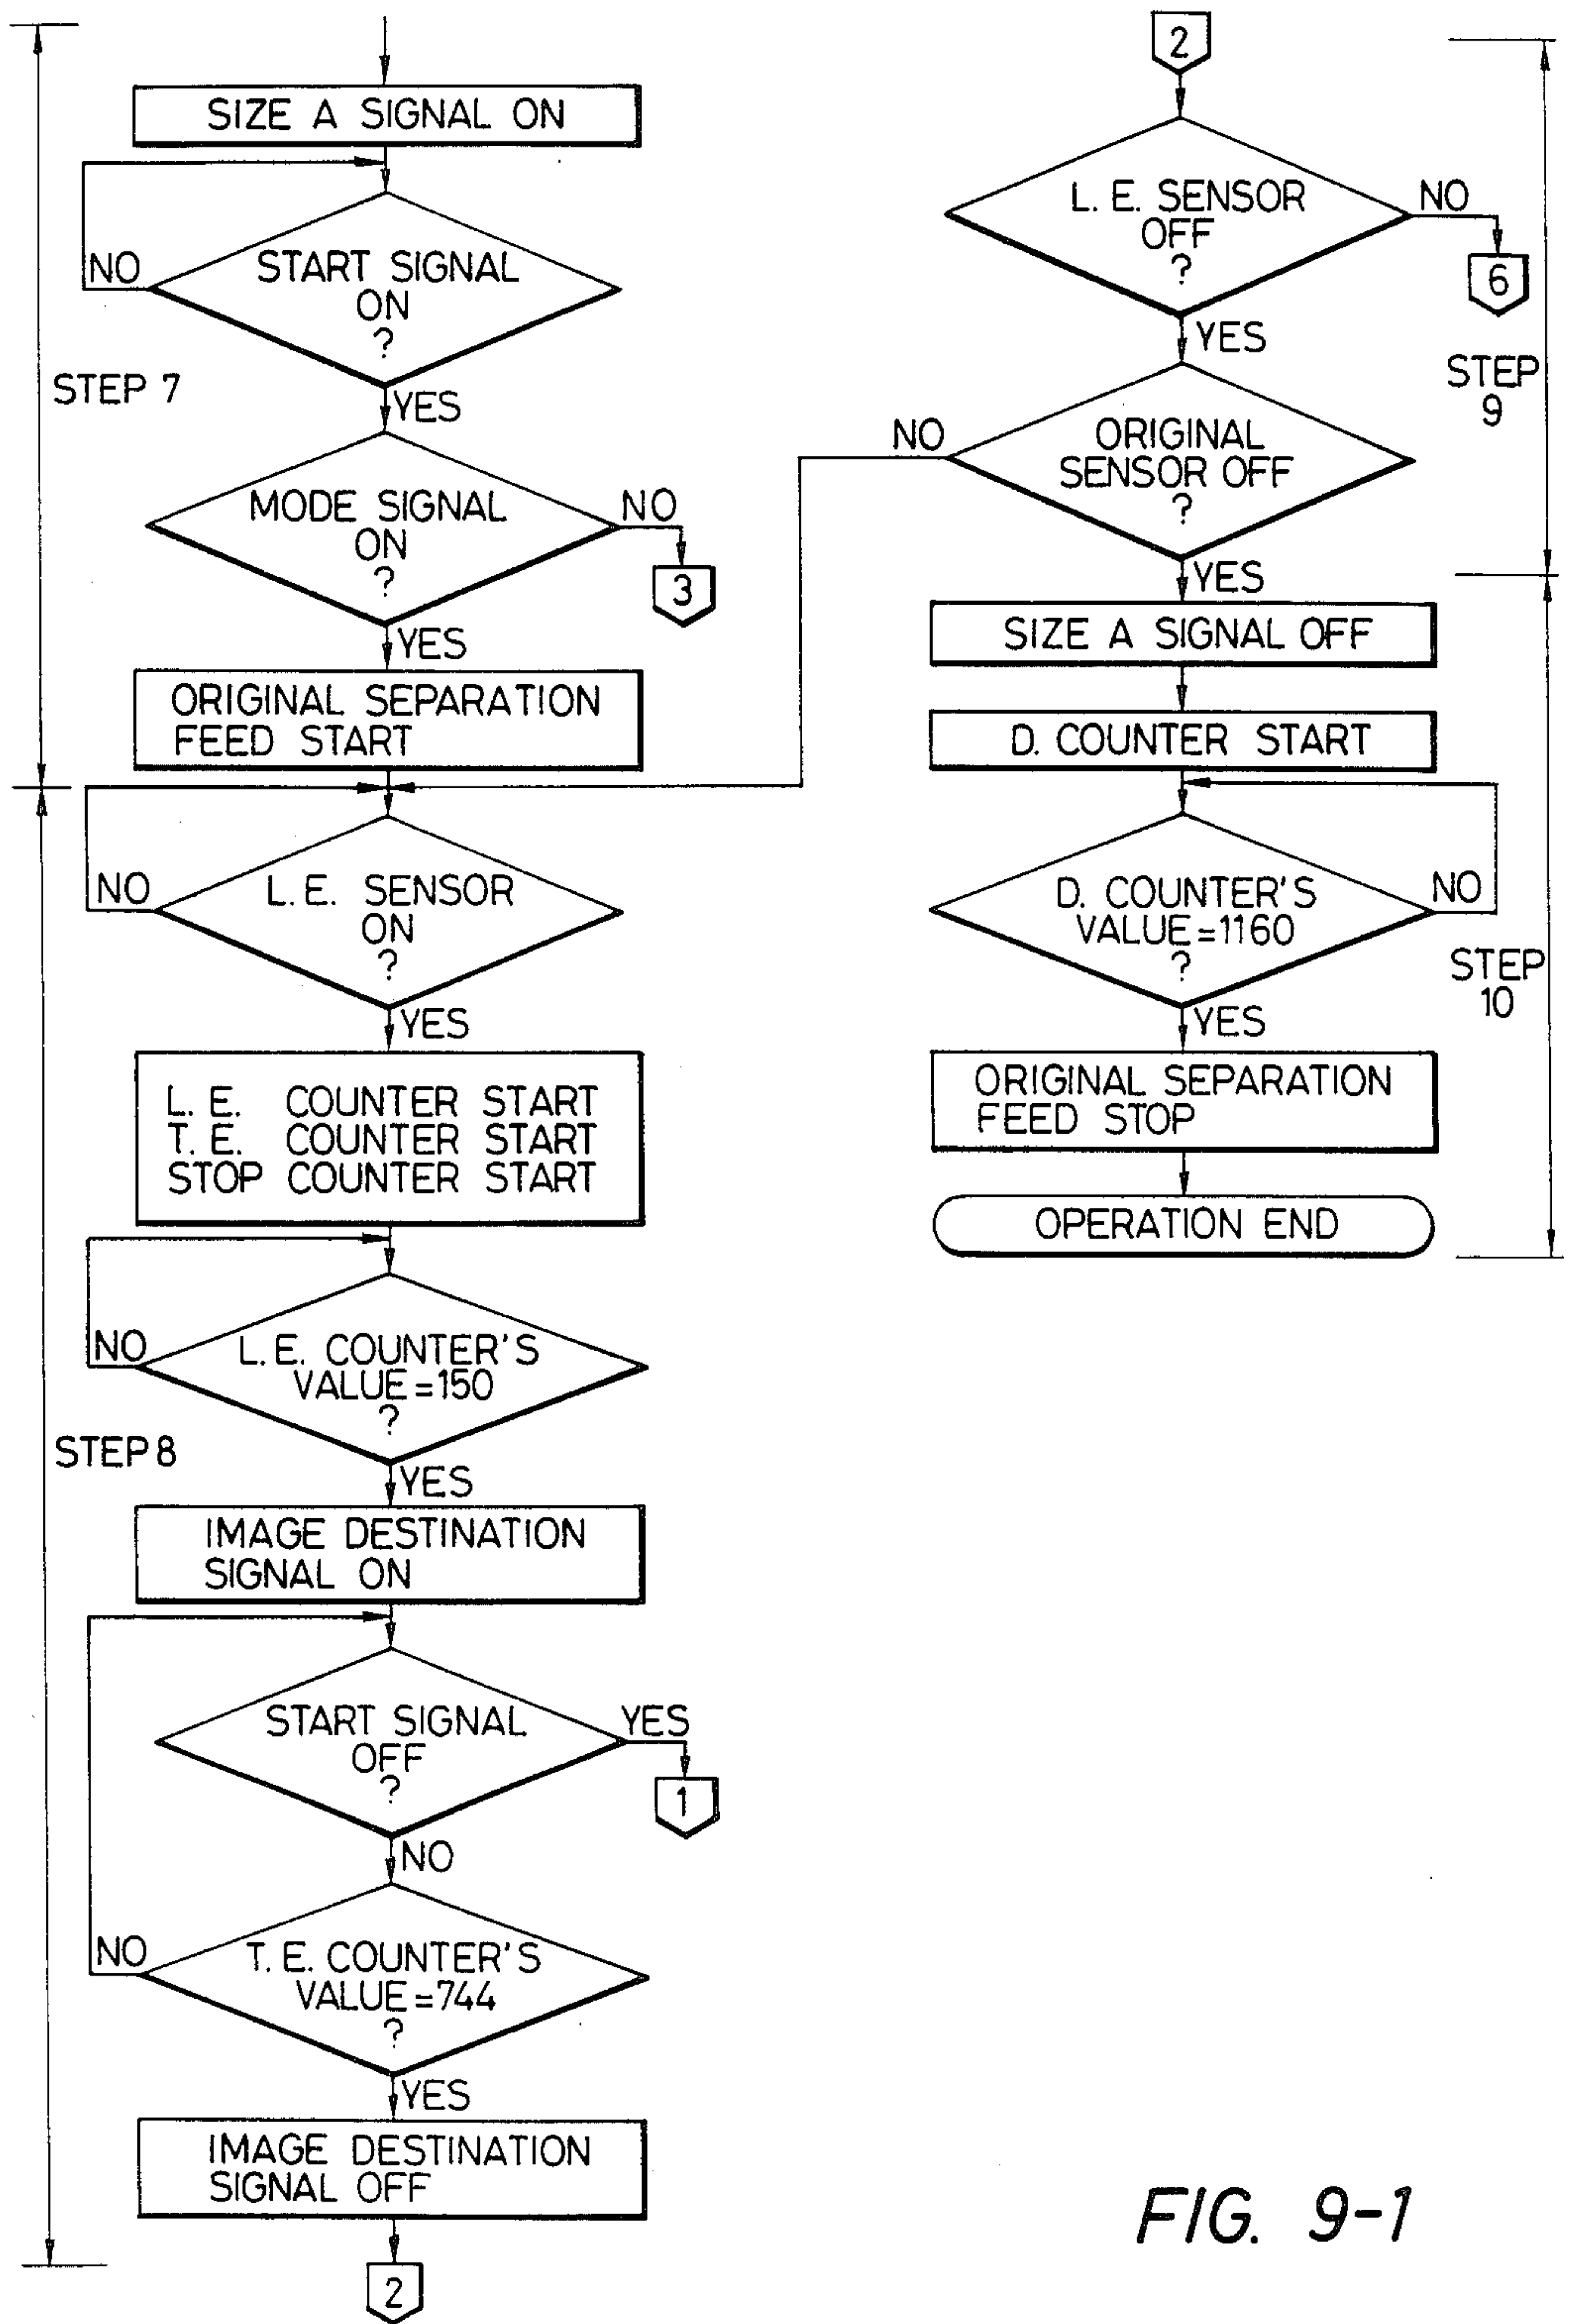 SIZE A SIGNAL ON
START SIGNAL
ON
?
NO
YES
STEP 7
MODE SIGNAL
ON
?
NO
3
YES
ORIGINAL SEPARATION
FEED START
L. E. SENSOR
ON
?
NO
YES
L. E. COUNTER START
T. E. COUNTER START
STOP COUNTER START
L. E. COUNTER'S
VALUE=150
?
NO
YES
STEP 8
IMAGE DESTINATION
SIGNAL ON
START SIGNAL
OFF
?
YES
1
NO
T. E. COUNTER'S
VALUE=744
?
NO
YES
IMAGE DESTINATION
SIGNAL OFF
2
2
L. E. SENSOR
OFF
?
NO
6
YES
STEP
9
ORIGINAL
SENSOR OFF
?
NO
YES
SIZE A SIGNAL OFF
D. COUNTER START
D. COUNTER'S
VALUE=1160
?
NO
YES
STEP
10
ORIGINAL SEPARATION
FEED STOP
OPERATION END
FIG. 9-1